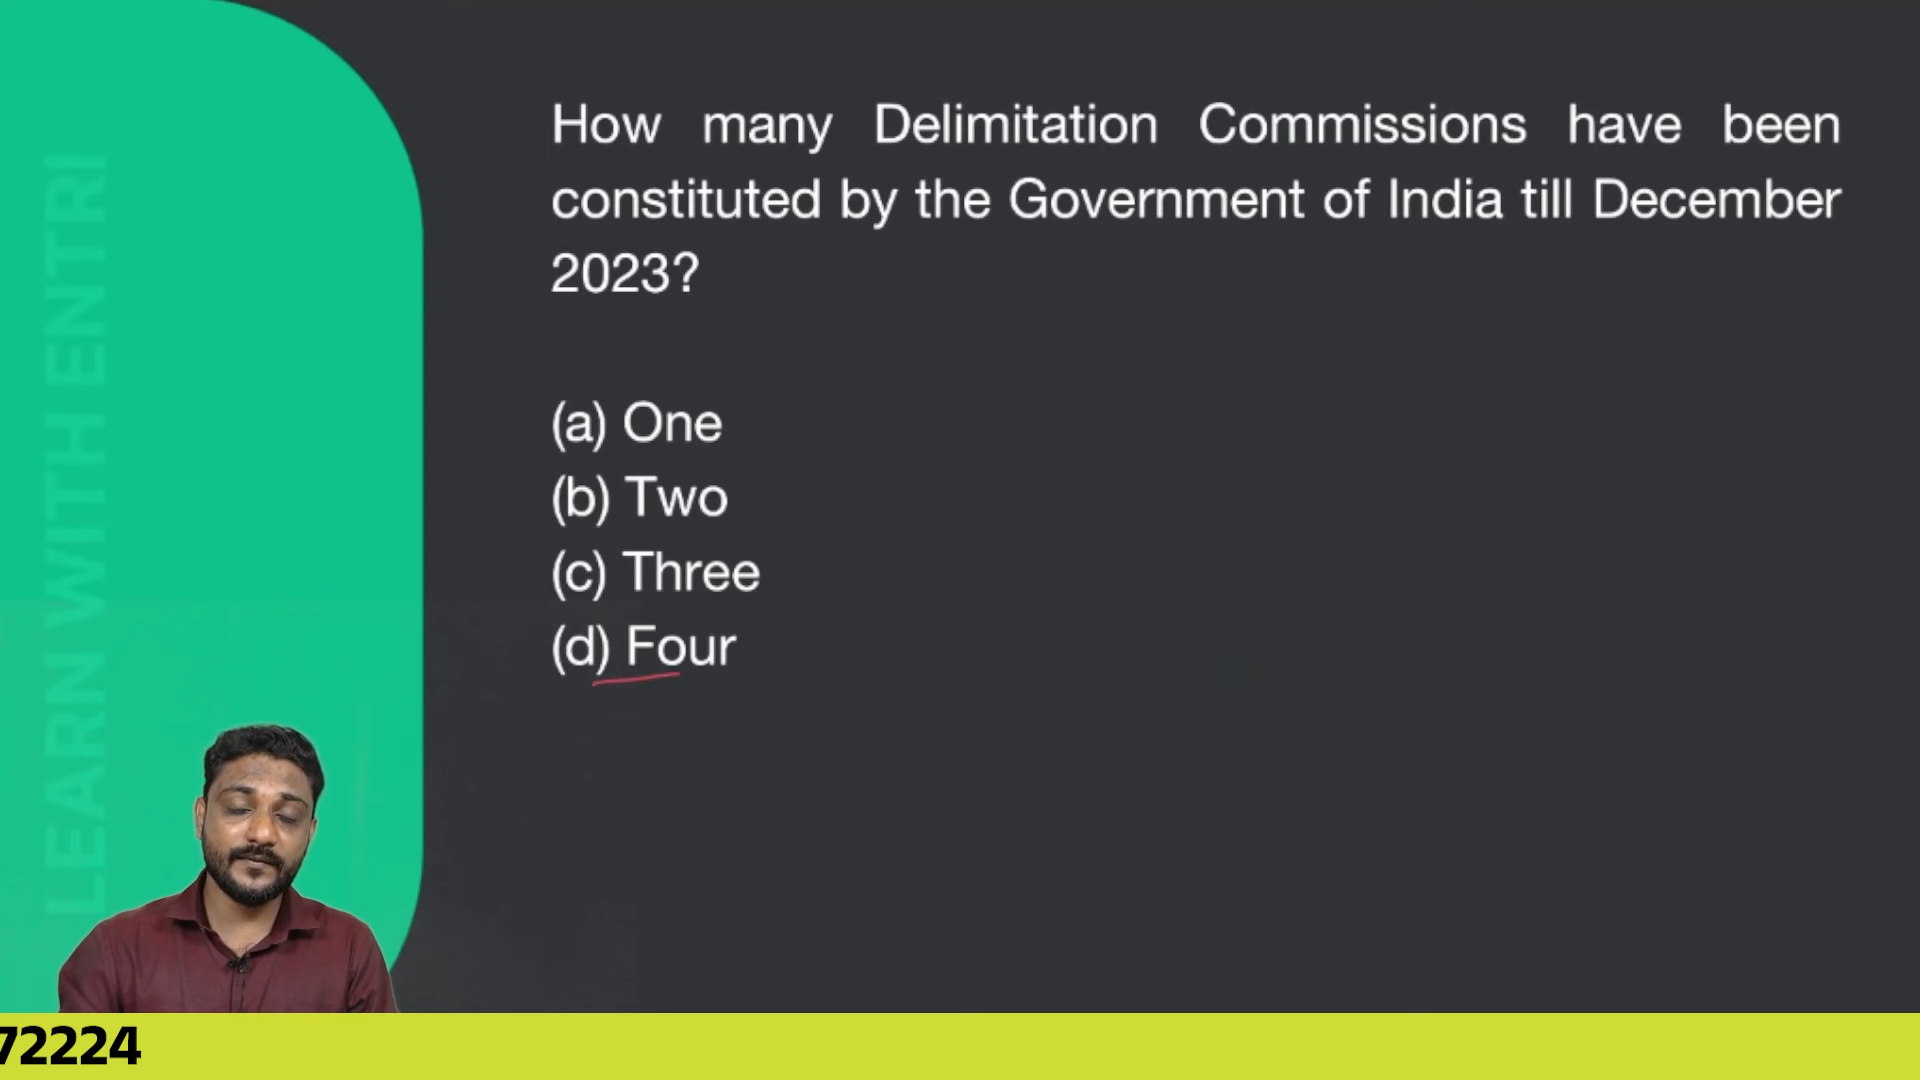 LEARN WITH ENTRI
How many Delimitation Commissions have been
constituted by the Government of India till December
2023?
(a) One
(b) Two
(c) Three
(d) Four
72224